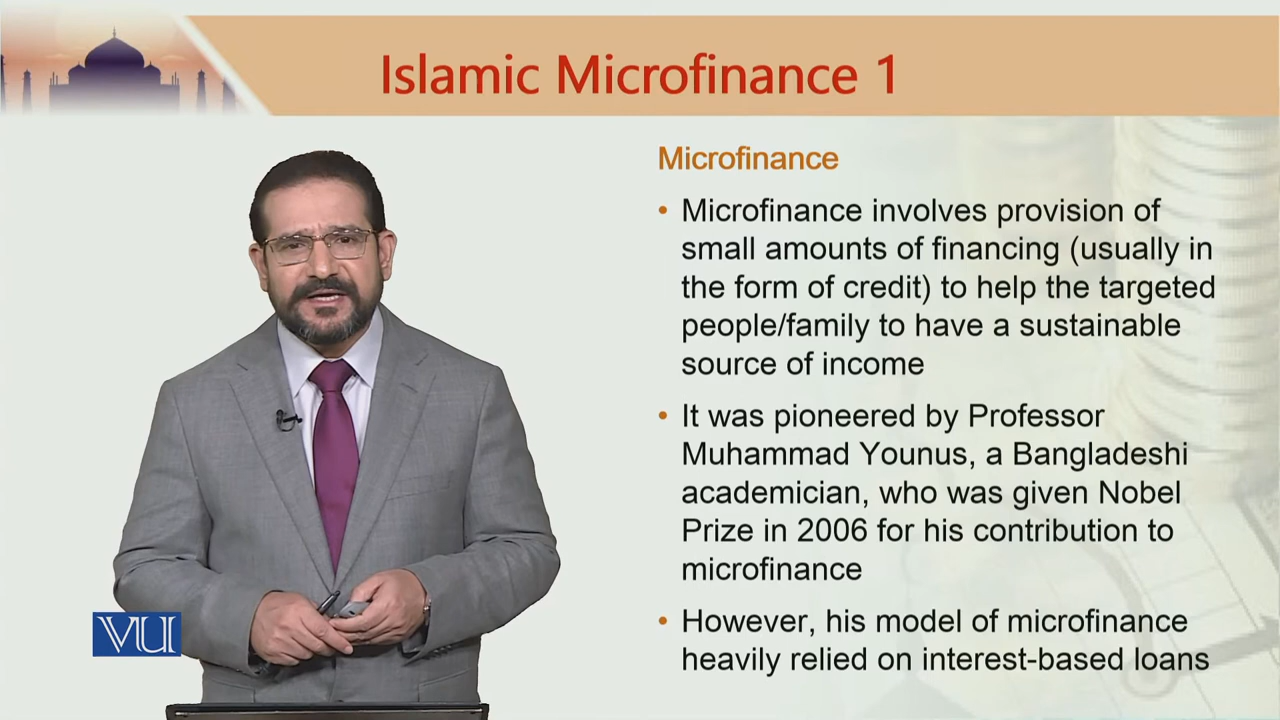 Islamic Microfinance 1
Microfinance
• Microfinance involves provision of
small amounts of financing (usually in
the form of credit) to help the targeted
people/family to have a sustainable
source of income
• It was pioneered by Professor
Muhammad Younus, a Bangladeshi
academician, who was given Nobel
Prize in 2006 for his contribution to
microfinance
• However, his model of microfinance
heavily relied on interest-based loans
VU